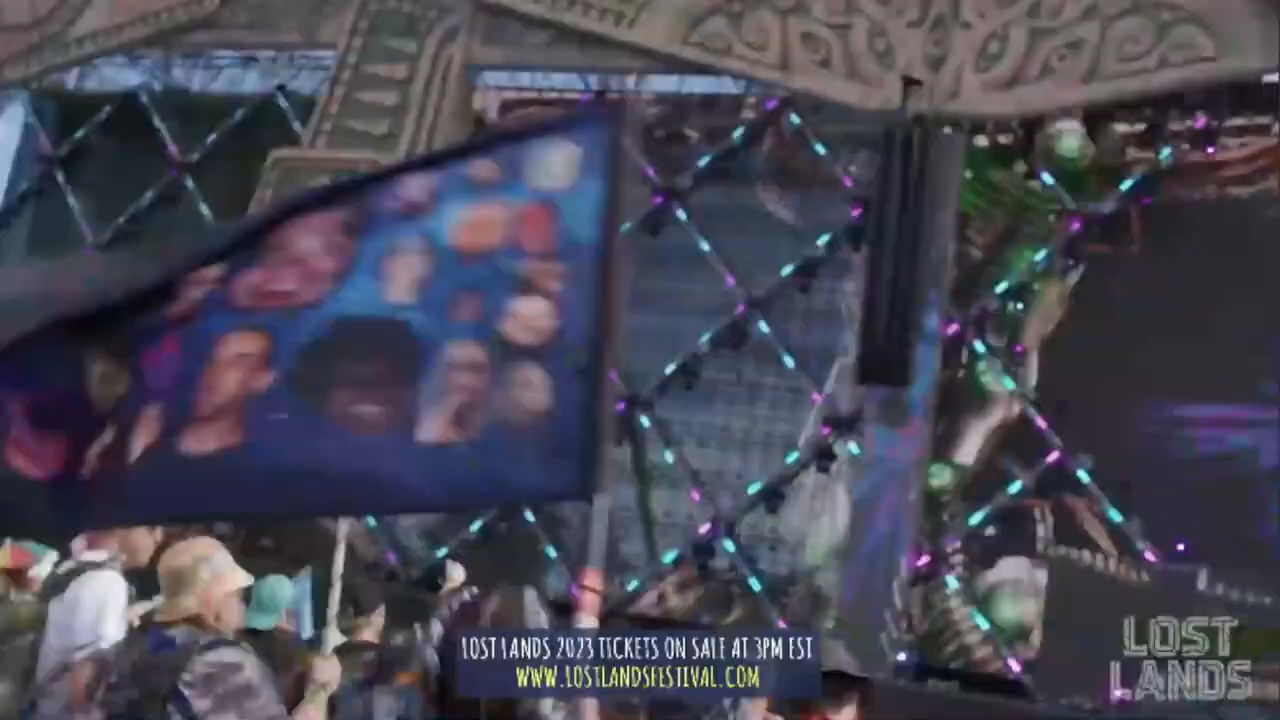 LOST LANDS 2023 TICKETS ON SALE AT 3PM EST
WWW.LOSTLANDSFESTIVAL.COM
LOST
LANDS